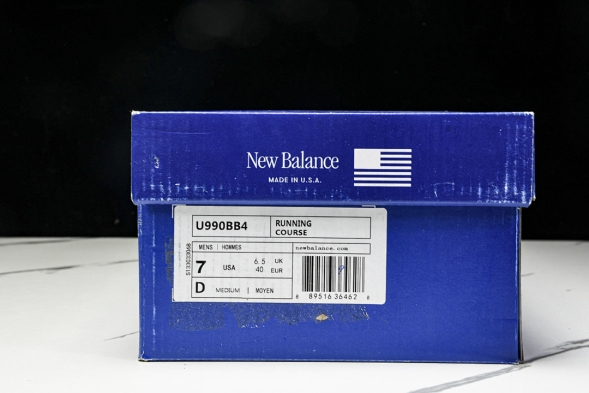 New Balance
MADE IN U.S.A.
U990BB4
RUNNING
COURSE
MENS | HOMMES
newbalance.com
7 USA 6.5 UK
40 EUR
D MEDIUM | MOYEN
8 89516 36462 8